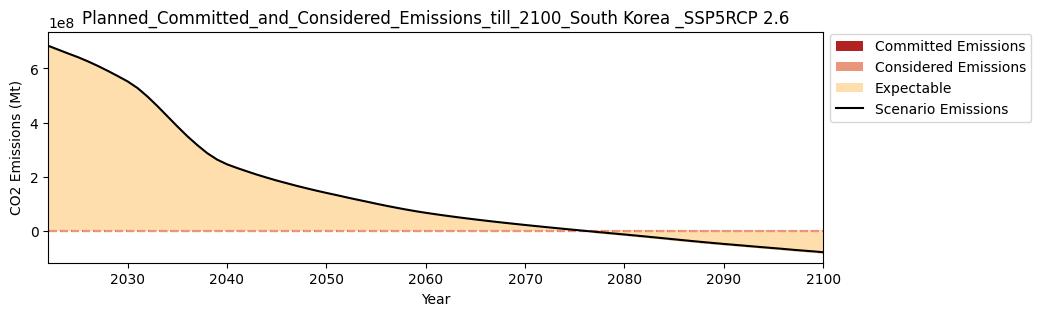 Planned_Committed_and_Considered_Emissions_till_2100_South Korea _SSP5RCP 2.6
1e8
6
4
2
0
CO2 Emissions (Mt)
2030 2040 2050 2060 2070 2080 2090 2100
Year
Committed Emissions
Considered Emissions
Expectable
Scenario Emissions